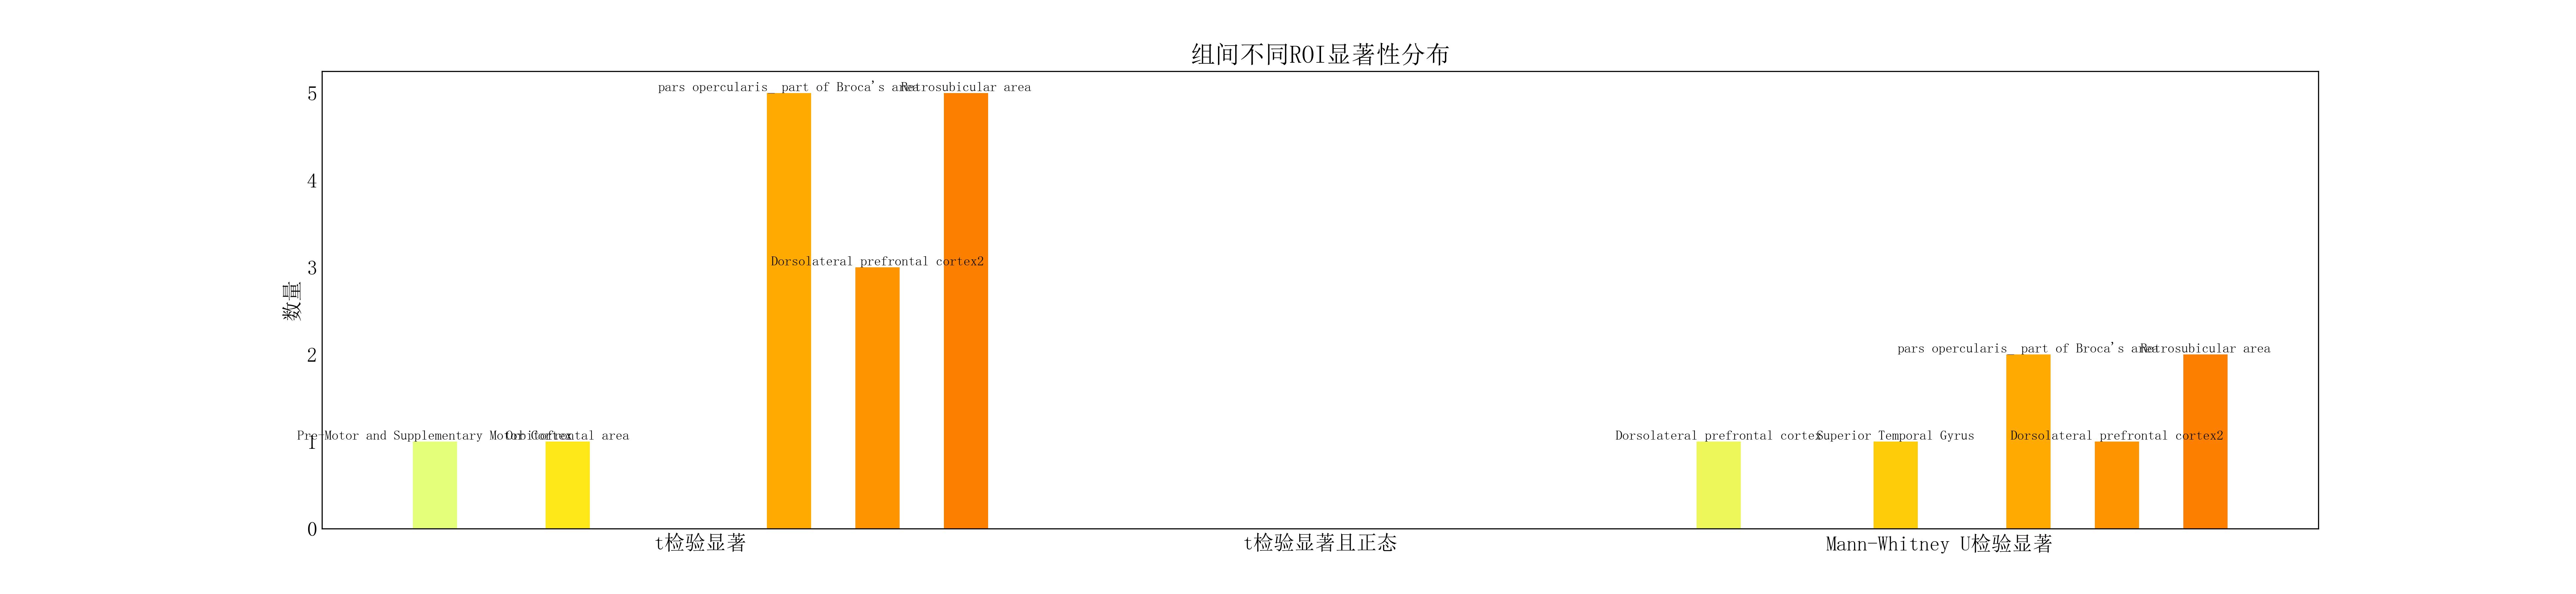 组间不同ROI显著性分布
数量
5
4
3
2
1
0
pars opercularis_ part of Broca's area
Retrosubicular area
Dorsolateral prefrontal cortex2
Pre-Motor and Supplementary Motor Cortex
Orbitofrontal area
pars opercularis_ part of Broca's area
Retrosubicular area
Dorsolateral prefrontal cortex
Superior Temporal Gyrus
Dorsolateral prefrontal cortex2
t检验显著
t检验显著且正态
Mann-Whitney U检验显著